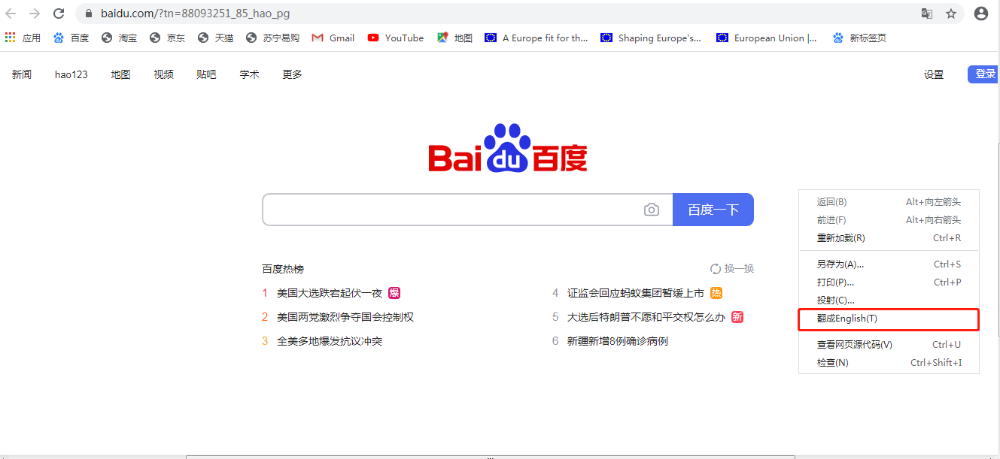 baidu.com/?tn=88093251_85_hao_pg
应用 百度 淘宝 京东 天猫 苏宁易购 Gmail YouTube 地图 A Europe fit for th... Shaping Europe's... European Union |... 新标签页
新闻 hao123 地图 视频 贴吧 学术 更多 设置 登录
Bai du 百度
百度一下
百度热榜 换一换
1 美国大选跌宕起伏一夜 爆
2 美国两党激烈争夺国会控制权
3 全美多地爆发抗议冲突
4 证监会回应蚂蚁集团暂缓上市 热
5 大选后特朗普不愿和平交权怎么办 新
6 新疆新增8例确诊病例
返回(B) Alt+向左箭头
前进(F) Alt+向右箭头
重新加载(R) Ctrl+R
另存为(A)... Ctrl+S
打印(P)... Ctrl+P
投射(C)...
翻成English(T)
查看网页源代码(V) Ctrl+U
检查(N) Ctrl+Shift+I